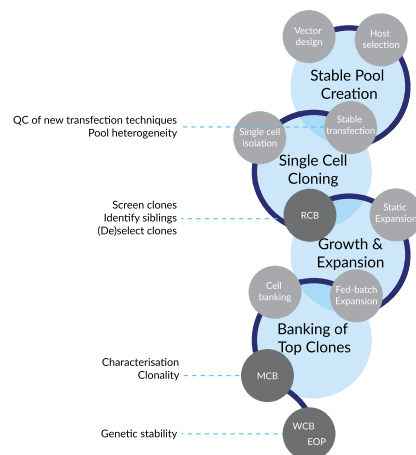 Vector
design
Host
selection
Stable Pool
Creation
QC of new transfection techniques
Pool heterogeneity
Stable
transfection
Single cell
isolation
Single Cell
Cloning
Screen clones
Identify siblings
(De)select clones
RCB
Static
Expansion
Growth &
Expansion
Cell
banking
Fed-batch
Expansion
Banking of
Top Clones
Characterisation
Clonality
MCB
Genetic stability
WCB
EOP